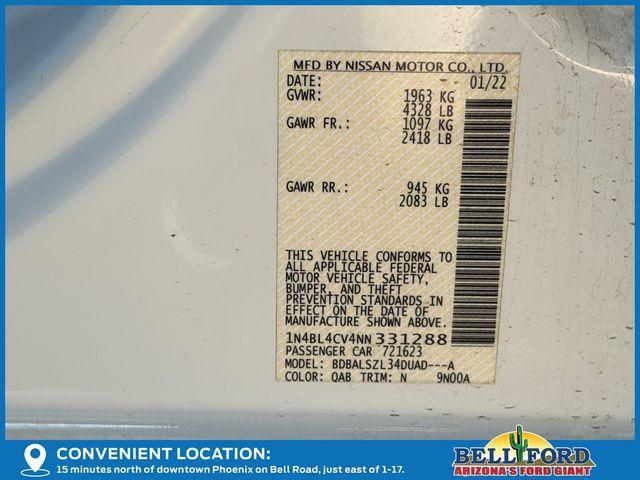 MFD BY NISSAN MOTOR CO., LTD.
DATE: 01/22
GVWR: 1963 KG
4328 LB
GAWR FR.: 1097 KG
2418 LB
GAWR RR.: 945 KG
2083 LB
THIS VEHICLE CONFORMS TO
ALL APPLICABLE FEDERAL
MOTOR VEHICLE SAFETY,
BUMPER, AND THEFT
PREVENTION STANDARDS IN
EFFECT ON THE DATE OF
MANUFACTURE SHOWN ABOVE.
1N4BL4CV4NN331288
PASSENGER CAR 721623
MODEL: BDBALSZL34DUAD---A
COLOR: QAB TRIM: N 9N00A
CONVENIENT LOCATION:
15 minutes north of downtown Phoenix on Bell Road, just east of 1-17.
BELL FORD
ARIZONA'S FORD GIANT